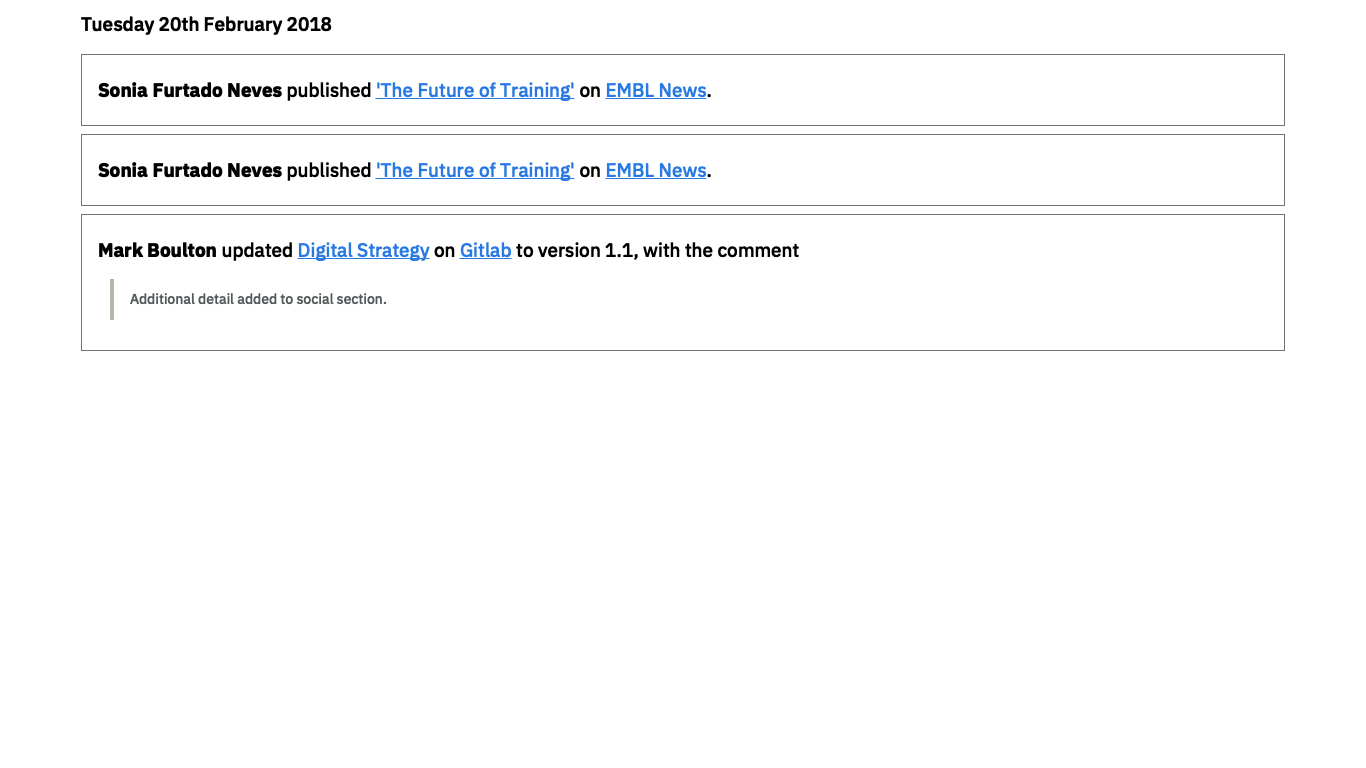 Tuesday 20th February 2018
Sonia Furtado Neves published 'The Future of Training' on EMBL News.
Sonia Furtado Neves published 'The Future of Training' on EMBL News.
Mark Boulton updated Digital Strategy on Gitlab to version 1.1, with the comment
Additional detail added to social section.